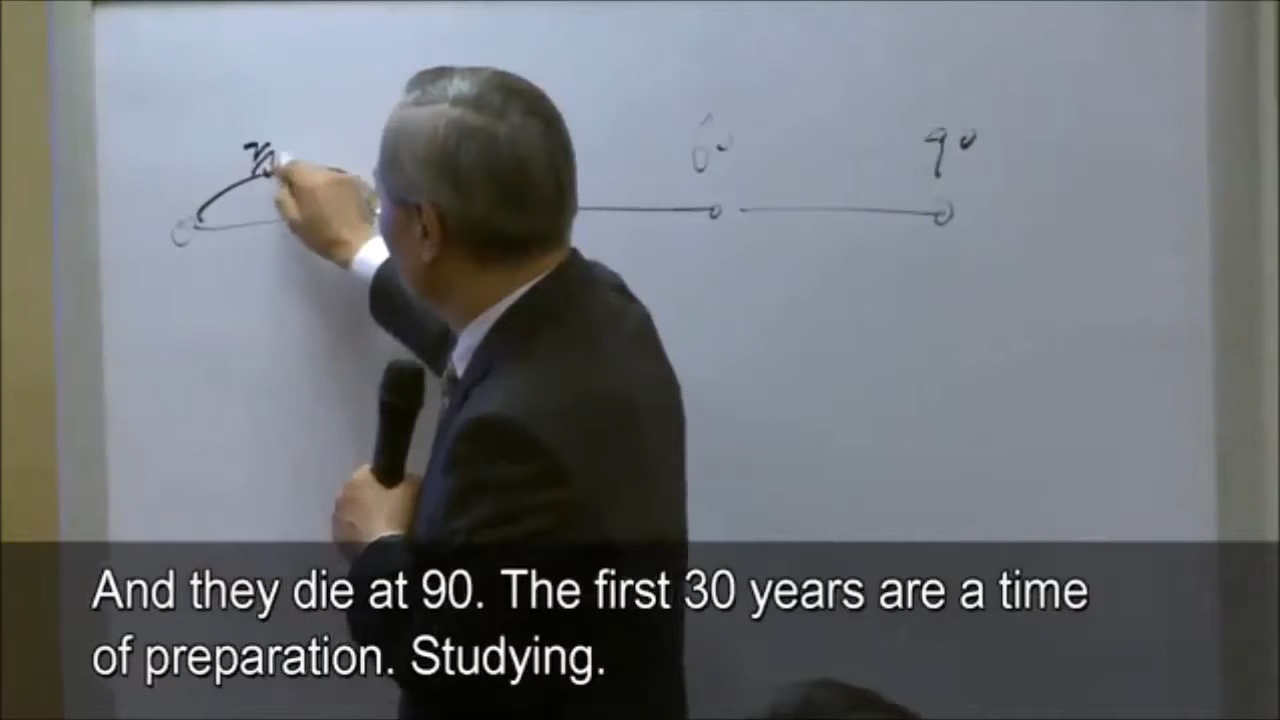 60 90
And they die at 90. The first 30 years are a time
of preparation. Studying.